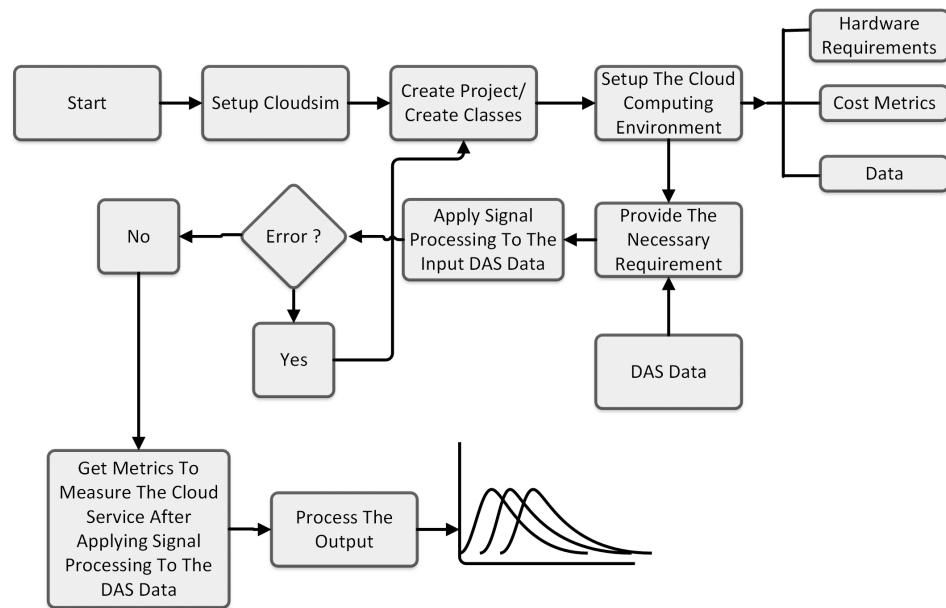 Start
Setup Cloudsim
Create Project/
Create Classes
Setup The Cloud
Computing
Environment
Hardware
Requirements
Cost Metrics
Data
No
Error ?
Apply Signal
Processing To The
Input DAS Data
Provide The
Necessary
Requirement
Yes
DAS Data
Get Metrics To
Measure The Cloud
Service After
Applying Signal
Processing To The
DAS Data
Process The
Output